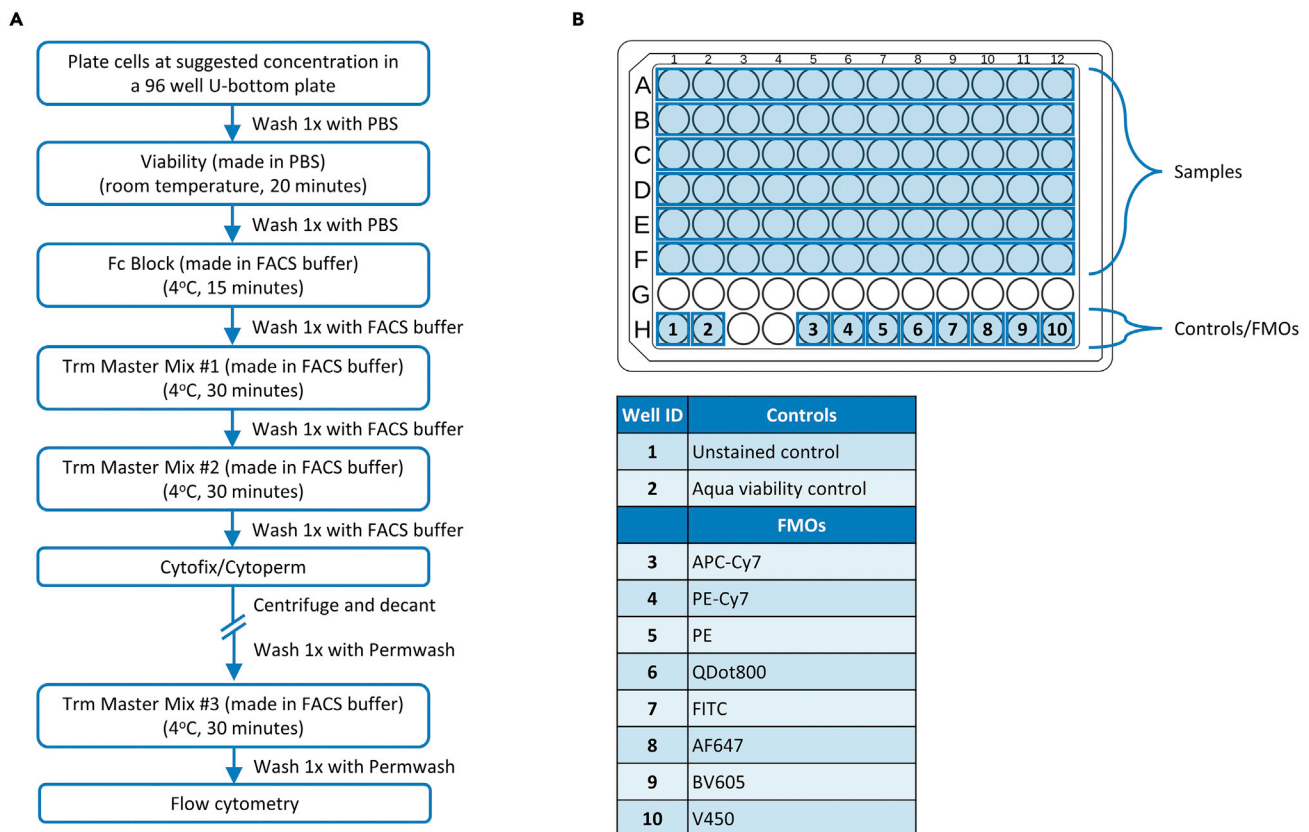 A
Plate cells at suggested concentration in
a 96 well U-bottom plate
Wash 1x with PBS
Viability (made in PBS)
(room temperature, 20 minutes)
Wash 1x with PBS
Fc Block (made in FACS buffer)
(4°C, 15 minutes)
Wash 1x with FACS buffer
Trm Master Mix #1 (made in FACS buffer)
(4°C, 30 minutes)
Wash 1x with FACS buffer
Trm Master Mix #2 (made in FACS buffer)
(4°C, 30 minutes)
Wash 1x with FACS buffer
Cytofix/Cytoperm
Centrifuge and decant
Wash 1x with Permwash
Trm Master Mix #3 (made in FACS buffer)
(4°C, 30 minutes)
Wash 1x with Permwash
Flow cytometry
B
1 2 3 4 5 6 7 8 9 10 11 12
A
B
C
D
E
F
G
H 1 2 3 4 5 6 7 8 9 10
Samples
Controls/FMOs
Well ID Controls
1 Unstained control
2 Aqua viability control
FMOs
3 APC-Cy7
4 PE-Cy7
5 PE
6 QDot800
7 FITC
8 AF647
9 BV605
10 V450